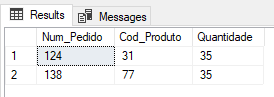 Results Messages
Num_Pedido Cod_Produto Quantidade
1 124 31 35
2 138 77 35